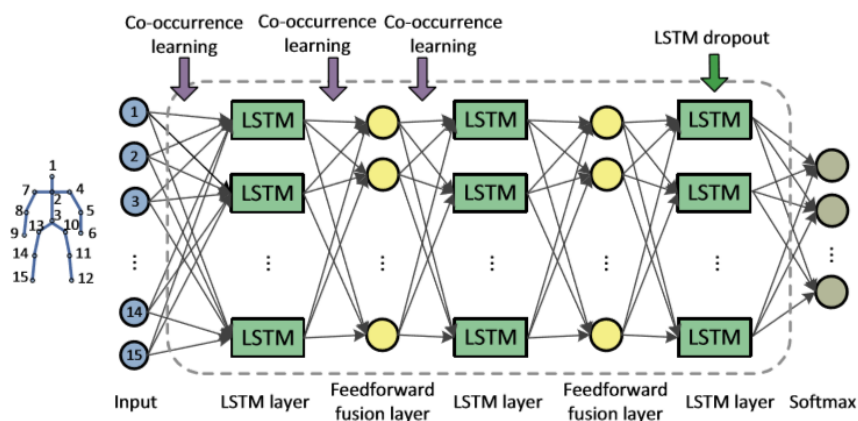 Co-occurrence learning
Co-occurrence learning
Co-occurrence learning
LSTM dropout
1
2
3
...
14
15
1
7
4
2
8
5
3
9
13
10
6
14
11
15
12
LSTM
LSTM
...
LSTM
...
LSTM
LSTM
...
LSTM
...
LSTM
LSTM
...
LSTM
...
Input
LSTM layer
Feedforward fusion layer
LSTM layer
Feedforward fusion layer
LSTM layer
Softmax